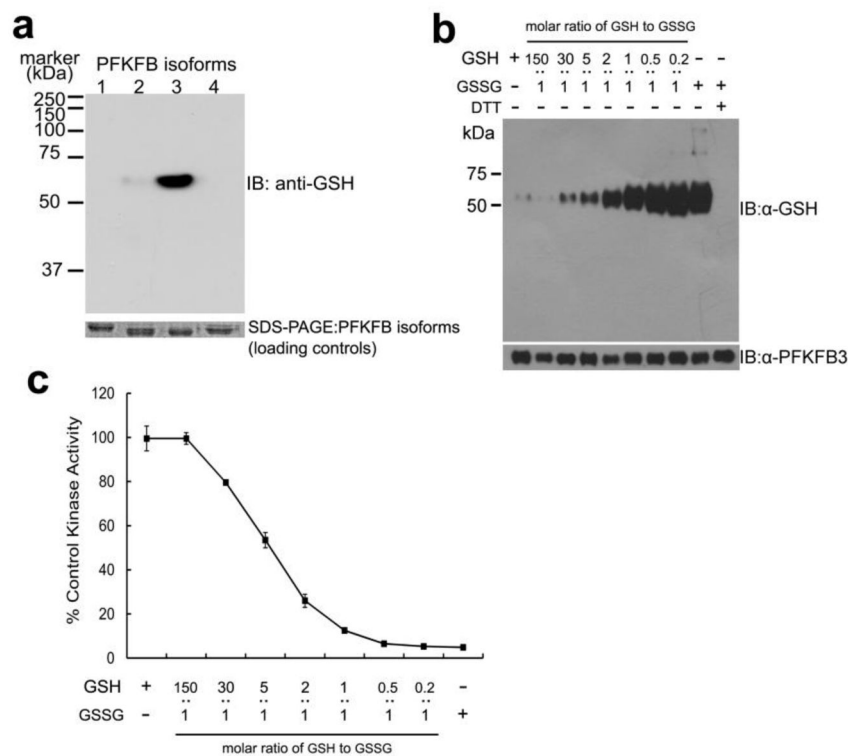 a
marker
(kDa)
PFKFB isoforms
1 2 3 4
250
150
100
75
50
37
IB: anti-GSH
SDS-PAGE:PFKFB isoforms
(loading controls)
b
molar ratio of GSH to GSSG
GSH + 150 30 5 2 1 0.5 0.2 – –
: : : : : : :
GSSG – 1 1 1 1 1 1 1 + +
DTT +
kDa
75
50
IB:α-GSH
IB:α-PFKFB3
c
% Control Kinase Activity
120
100
80
60
40
20
0
GSH + 150 30 5 2 1 0.5 0.2 –
: : : : : : :
GSSG – 1 1 1 1 1 1 1 +
molar ratio of GSH to GSSG